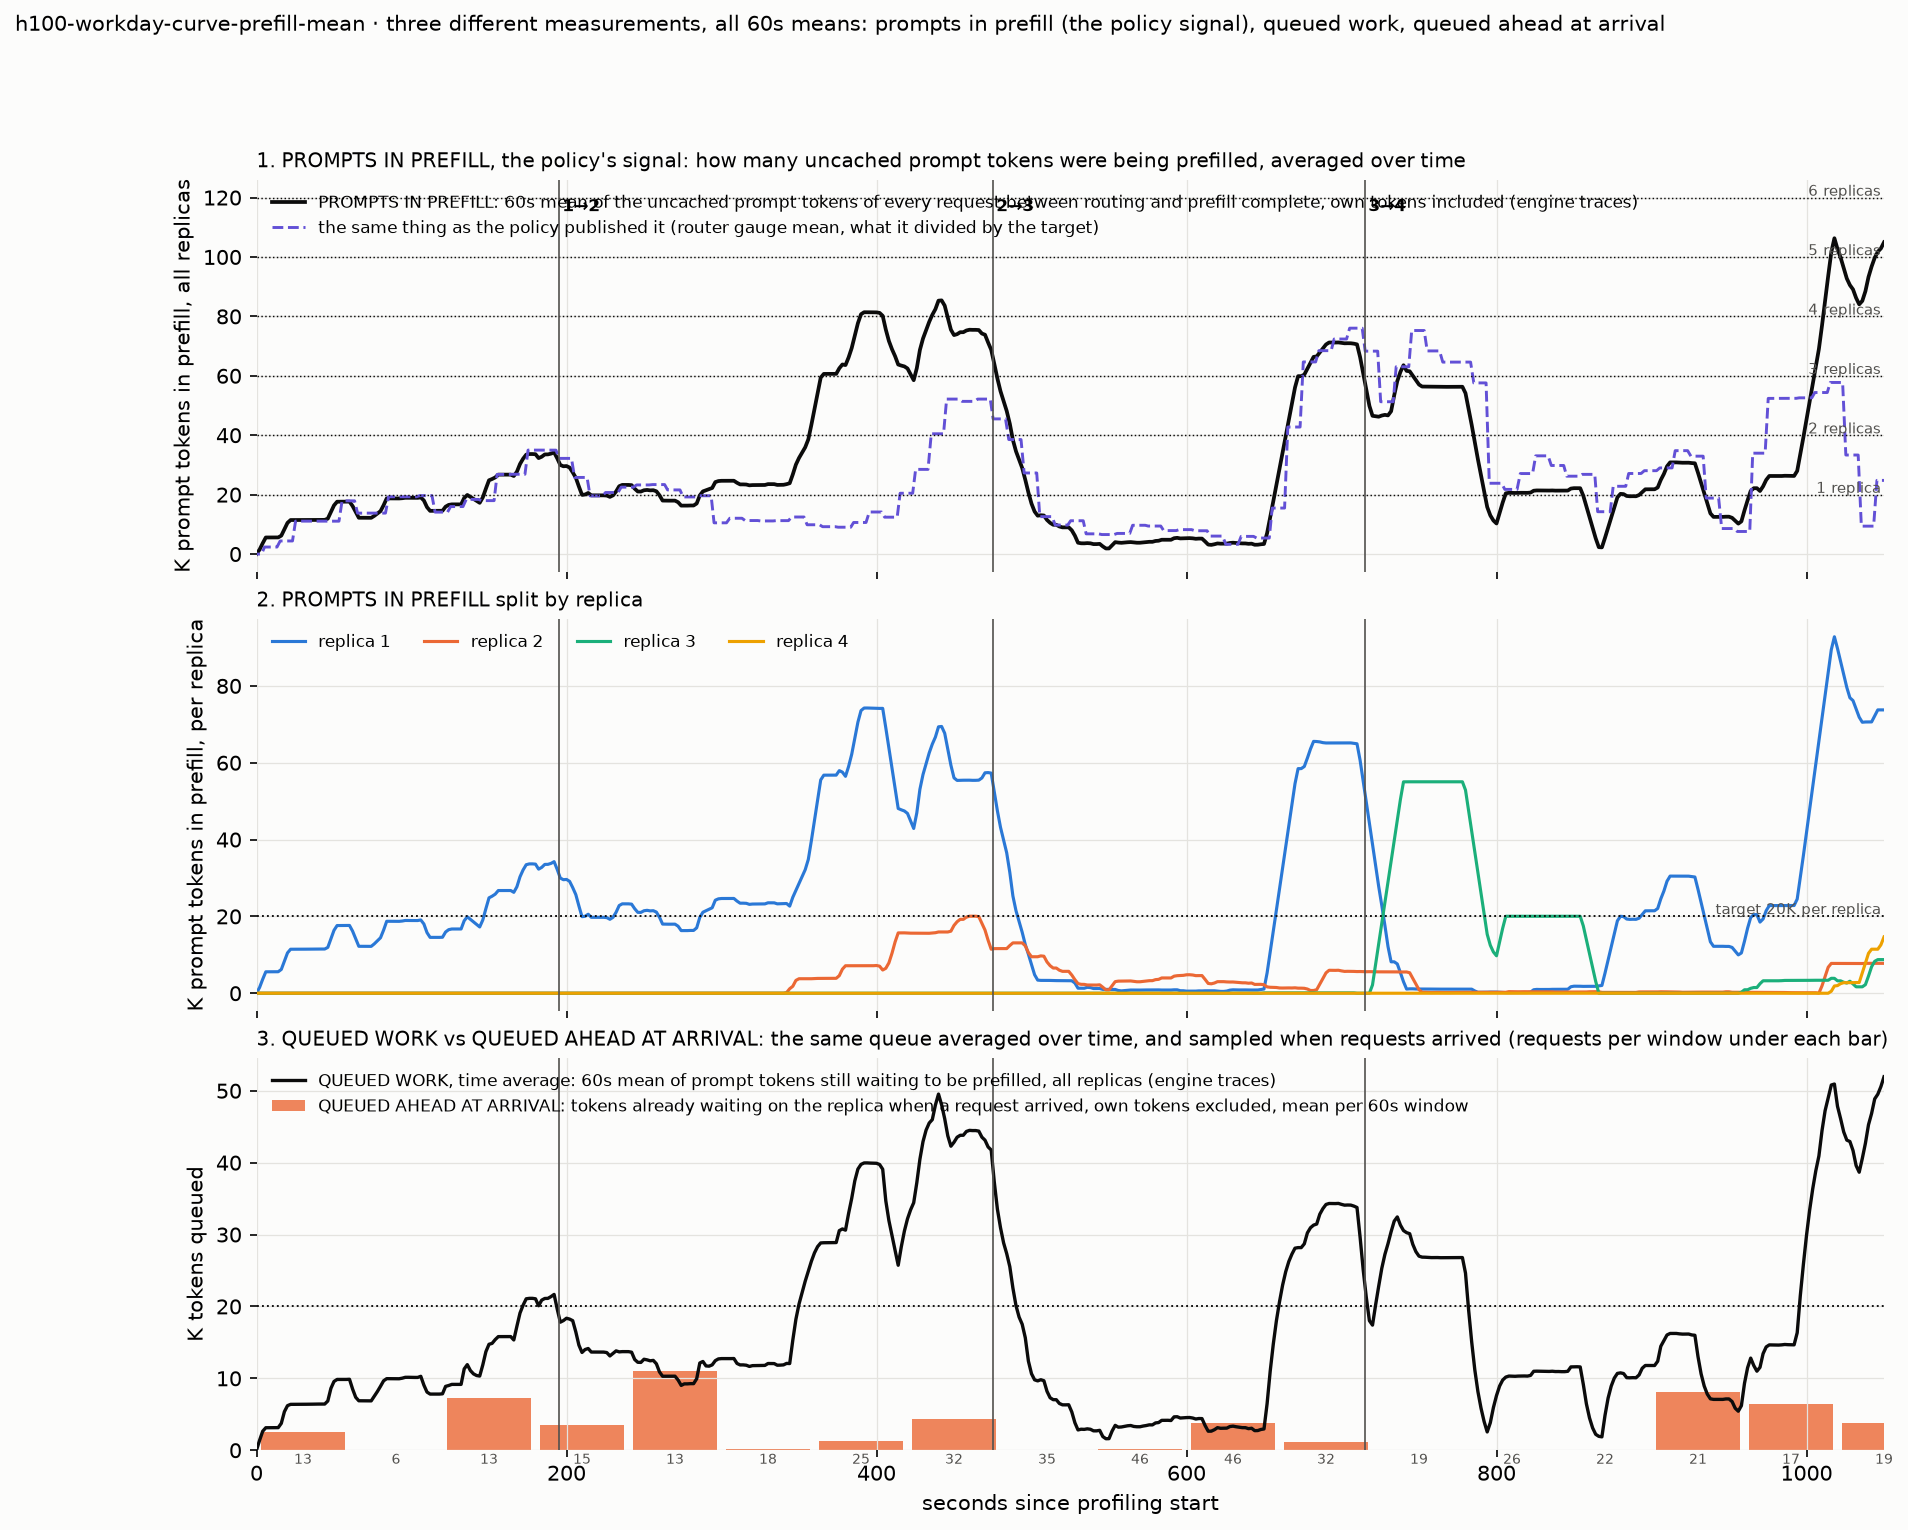 h100-workday-curve-prefill-mean · three different measurements, all 60s means: prompts in prefill (the policy signal), queued work, queued ahead at arrival
1. PROMPTS IN PREFILL, the policy's signal: how many uncached prompt tokens were being prefilled, averaged over time
PROMPTS IN PREFILL: 60s mean of the uncached prompt tokens of every request between routing and prefill complete, own tokens included (engine traces)
the same thing as the policy published it (router gauge mean, what it divided by the target)
1→2
2→3
3→4
6 replicas
5 replicas
4 replicas
3 replicas
2 replicas
1 replica
K prompt tokens in prefill, all replicas
120
100
80
60
40
20
0
2. PROMPTS IN PREFILL split by replica
replica 1
replica 2
replica 3
replica 4
target 20K per replica
K prompt tokens in prefill, per replica
80
60
40
20
0
3. QUEUED WORK vs QUEUED AHEAD AT ARRIVAL: the same queue averaged over time, and sampled when requests arrived (requests per window under each bar)
QUEUED WORK, time average: 60s mean of prompt tokens still waiting to be prefilled, all replicas (engine traces)
QUEUED AHEAD AT ARRIVAL: tokens already waiting on the replica when a request arrived, own tokens excluded, mean per 60s window
K tokens queued
50
40
30
20
10
0
13 6 13 15 13 18 25 32 35 46 46 32 19 26 22 21 17 19
0 200 400 600 800 1000
seconds since profiling start